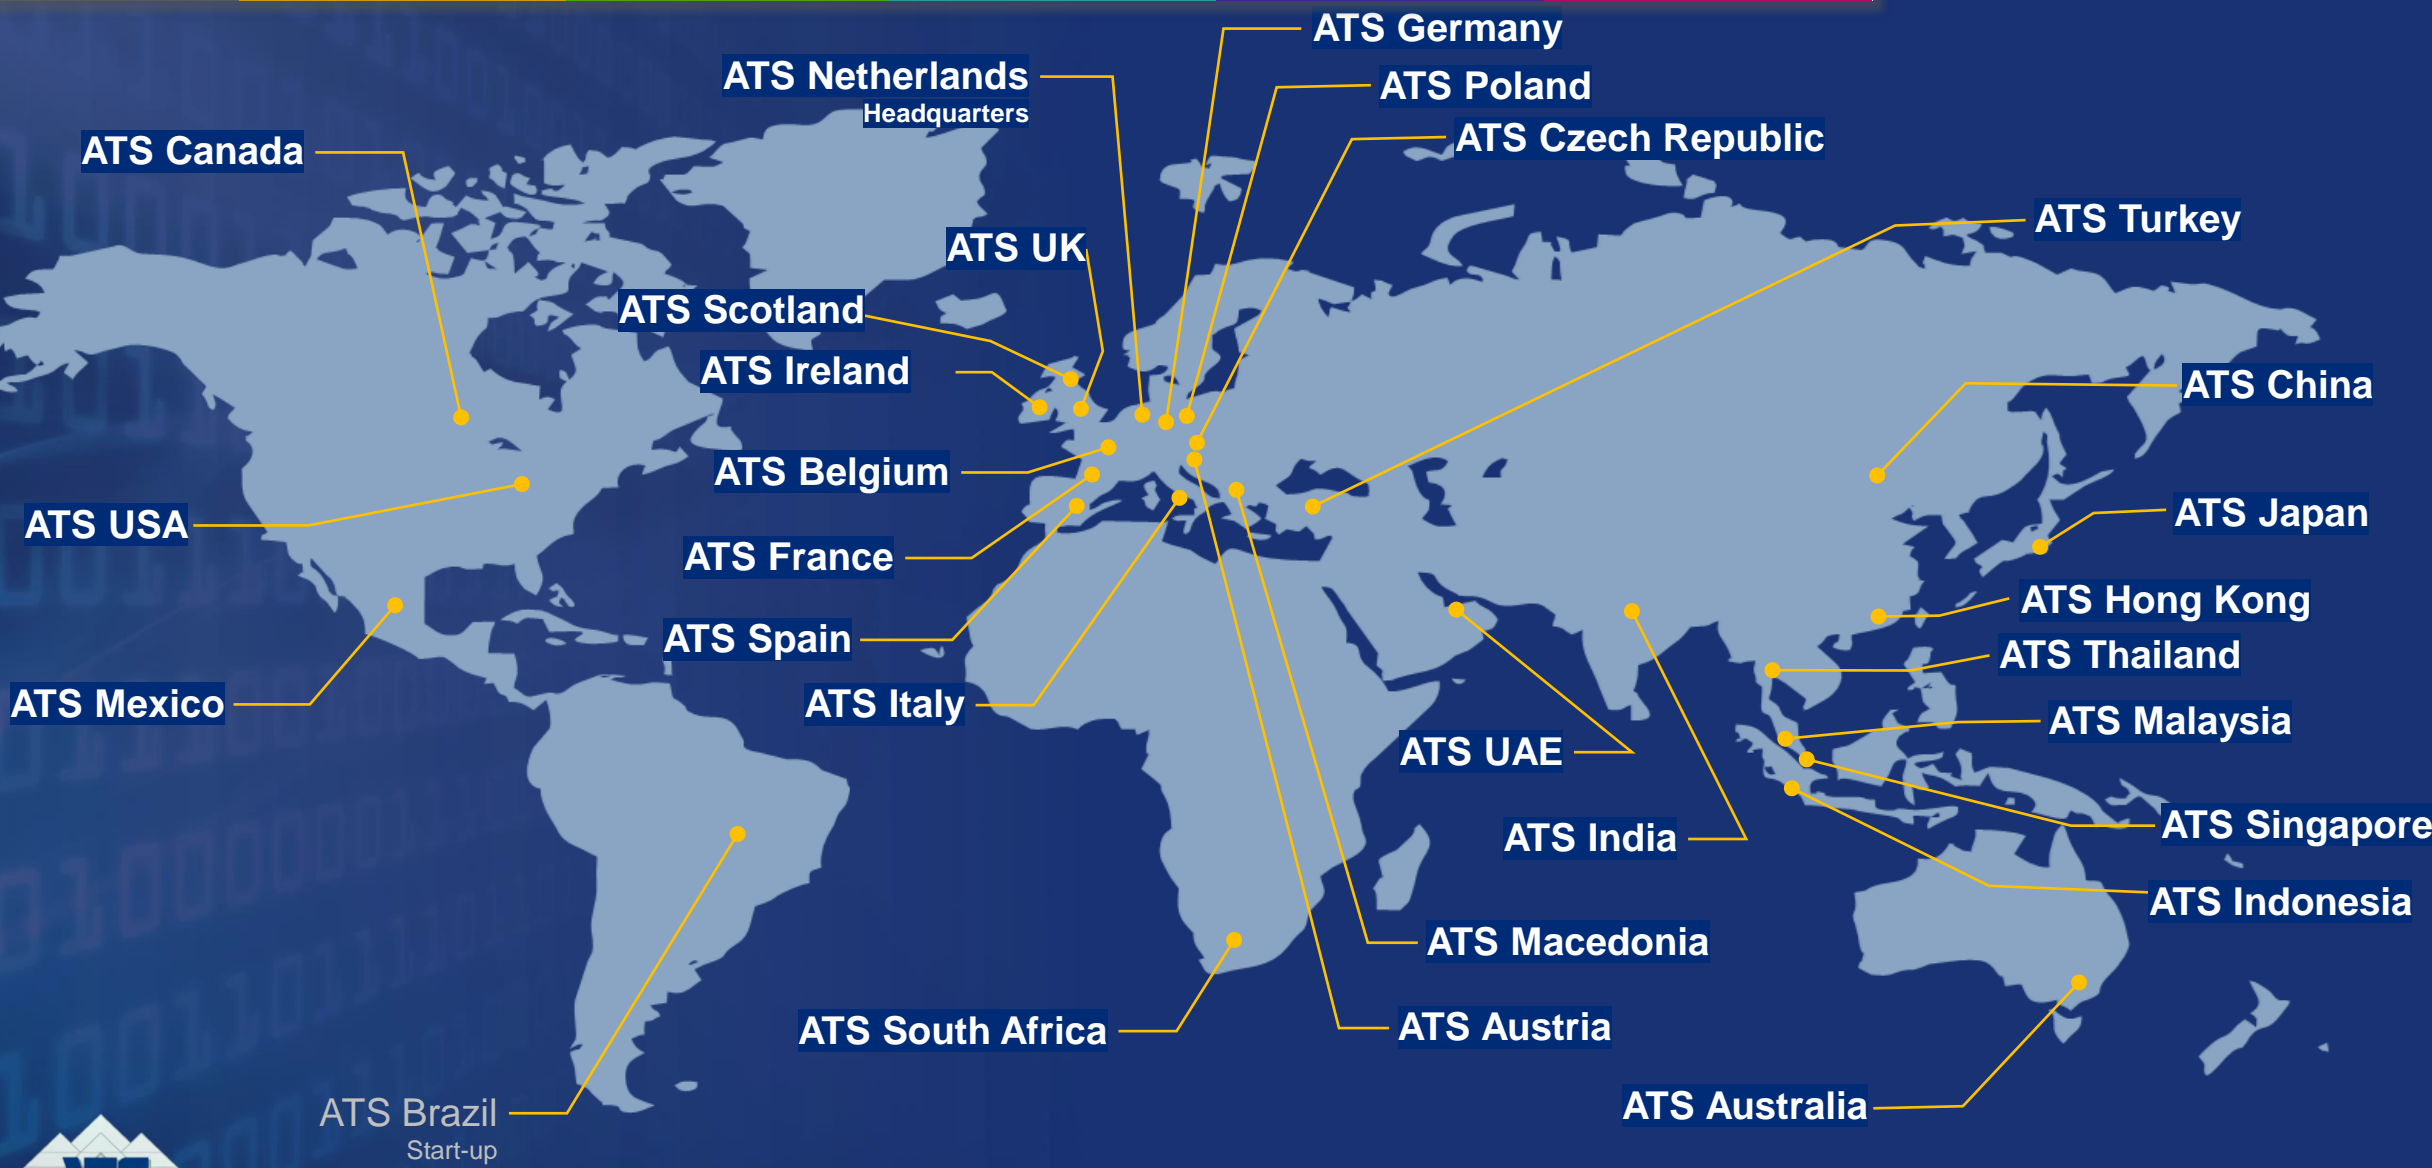 ATS Germany
ATS Netherlands
Headquarters
ATS Poland
ATS Czech Republic
ATS Canada
ATS Turkey
ATS UK
ATS Scotland
ATS Ireland
ATS China
ATS Belgium
ATS USA
ATS Japan
ATS France
ATS Hong Kong
ATS Spain
ATS Thailand
ATS Mexico
ATS Italy
ATS Malaysia
ATS UAE
ATS Singapore
ATS India
ATS Indonesia
ATS Macedonia
ATS South Africa
ATS Austria
ATS Australia
ATS Brazil
Start-up